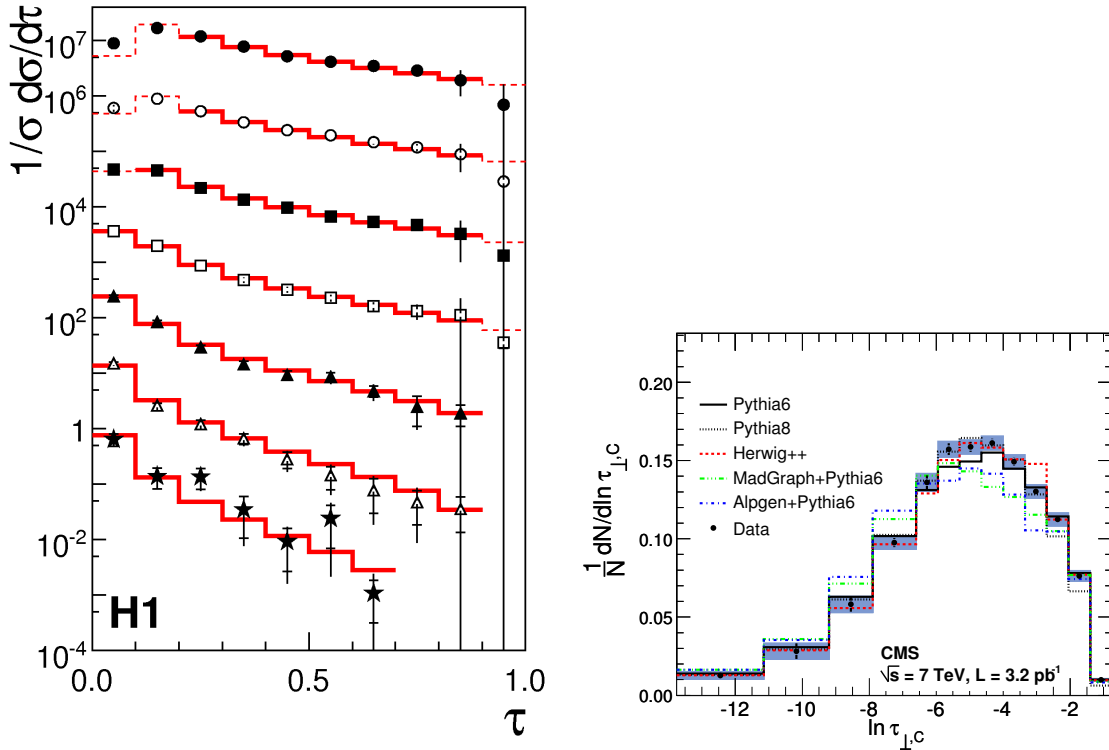 1/σ dσ/dτ
10⁷
10⁶
10⁴
10²
1
10⁻²
10⁻⁴
H1
0.0 0.5 1.0
τ
1/N dN/dlnτ⊥,C
0.20
0.15
0.10
0.05
0.00
Pythia6
Pythia8
Herwig++
MadGraph+Pythia6
Alpgen+Pythia6
Data
CMS
√s = 7 TeV, L = 3.2 pb⁻¹
-12 -10 -8 -6 -4 -2
ln τ⊥,C